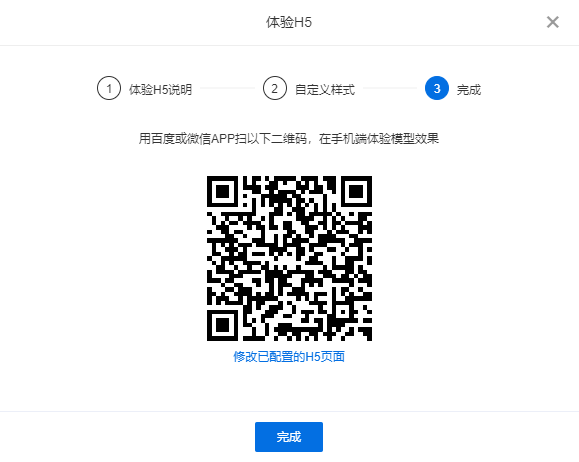 体验H5
1 体验H5说明 2 自定义样式 3 完成
用百度或微信APP扫以下二维码，在手机端体验模型效果
修改已配置的H5页面
完成